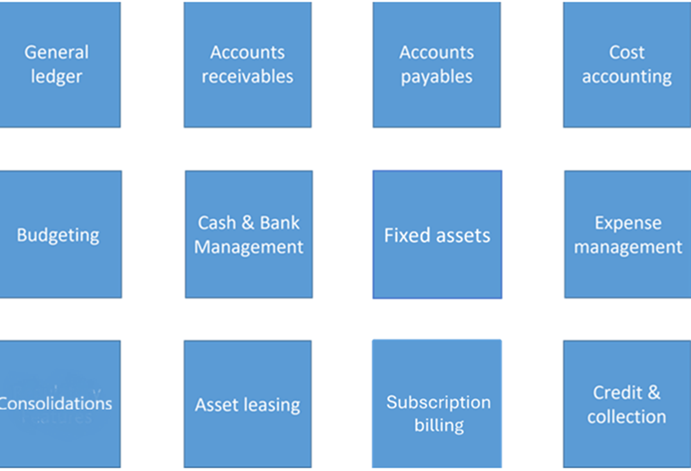 General
ledger
Accounts
receivables
Accounts
payables
Cost
accounting
Budgeting
Cash & Bank
Management
Fixed assets
Expense
management
Consolidations
Asset leasing
Subscription
billing
Credit &
collection